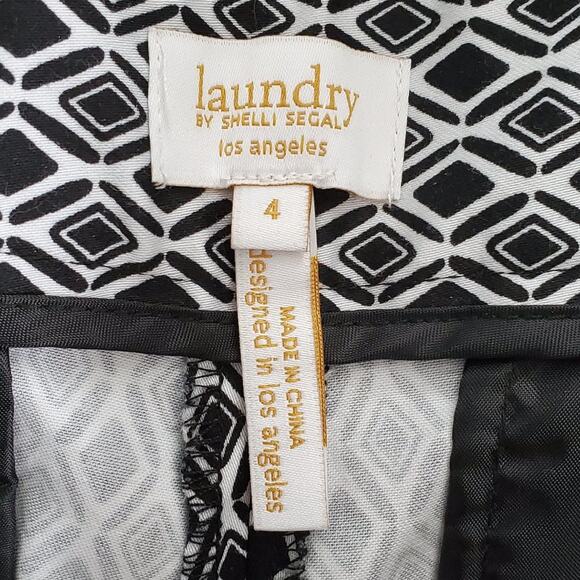 laundry
BY SHELLI SEGAL
los angeles
4
MADE IN CHINA
designed in los angeles